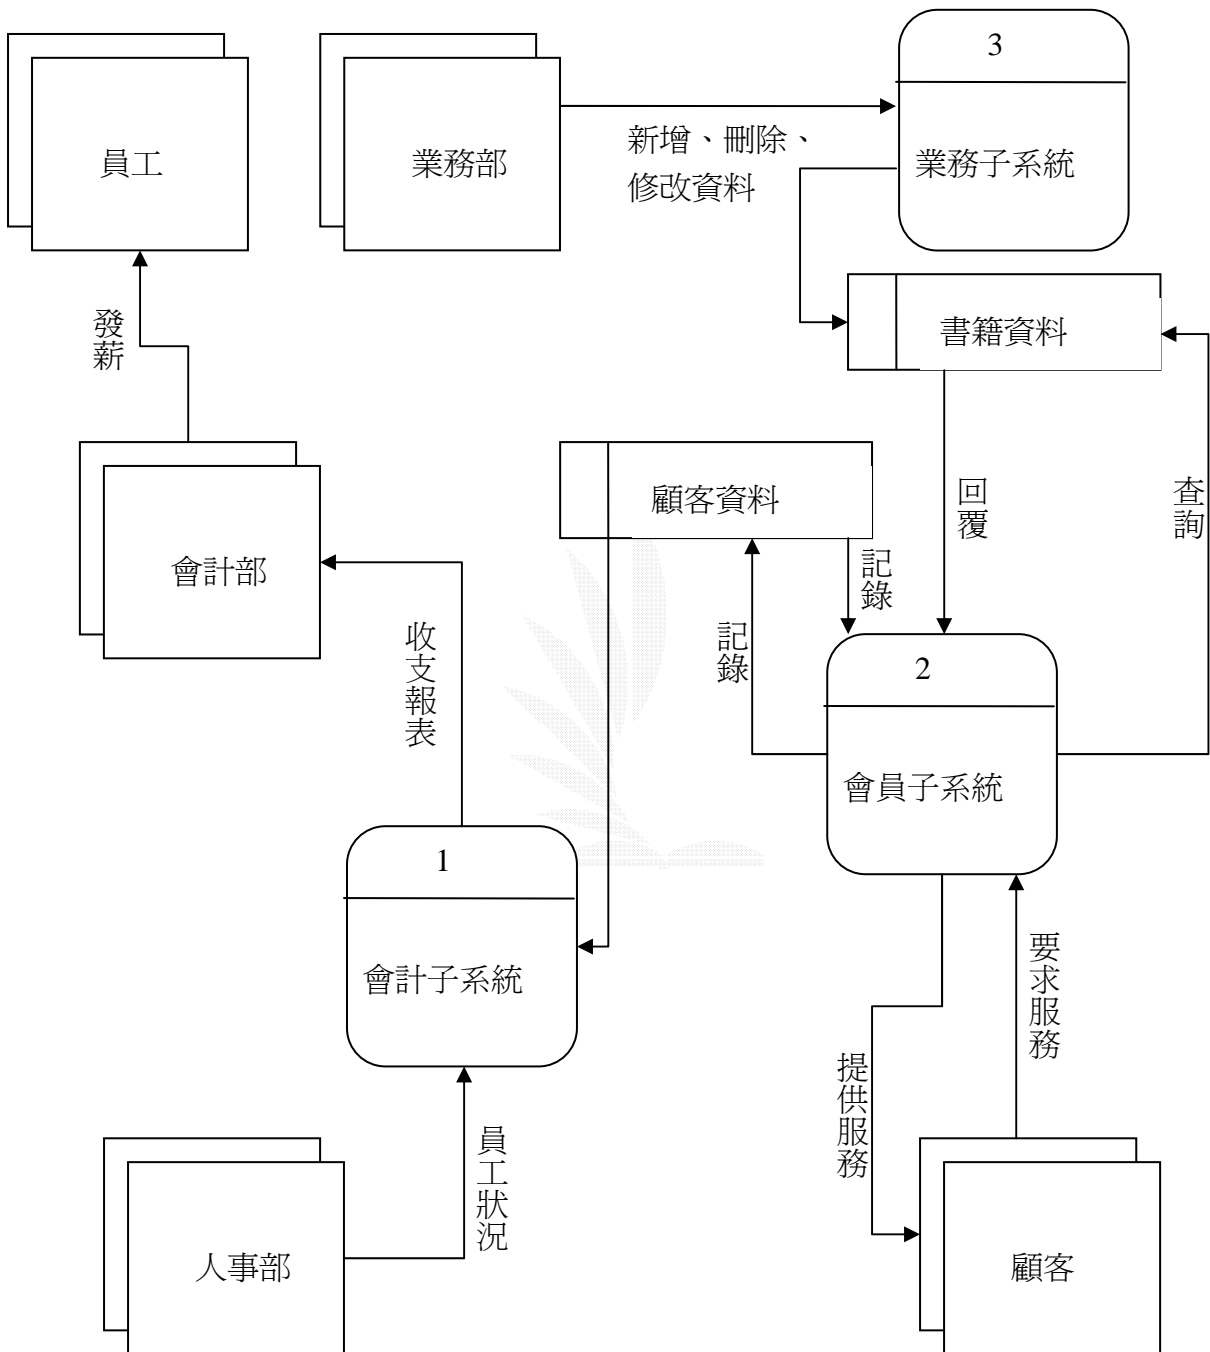 3
員工
業務部
新增、刪除、
修改資料
業務子系統
發薪
書籍資料
顧客資料
回覆
查詢
會計部
記錄
記錄
收支報表
2
會員子系統
1
會計子系統
要求服務
提供服務
員工狀況
人事部
顧客